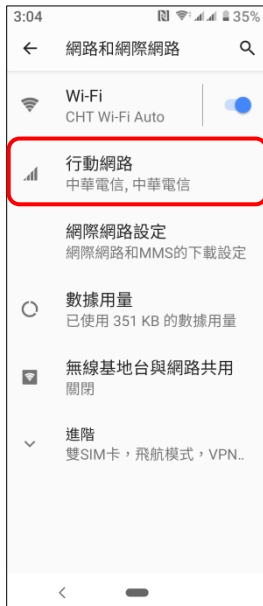 3:04 35%
網路和網際網路
Wi-Fi
CHT Wi-Fi Auto
行動網路
中華電信, 中華電信
網際網路設定
網際網路和MMS的下載設定
數據用量
已使用 351 KB 的數據用量
無線基地台與網路共用
關閉
進階
雙SIM卡，飛航模式，VPN..